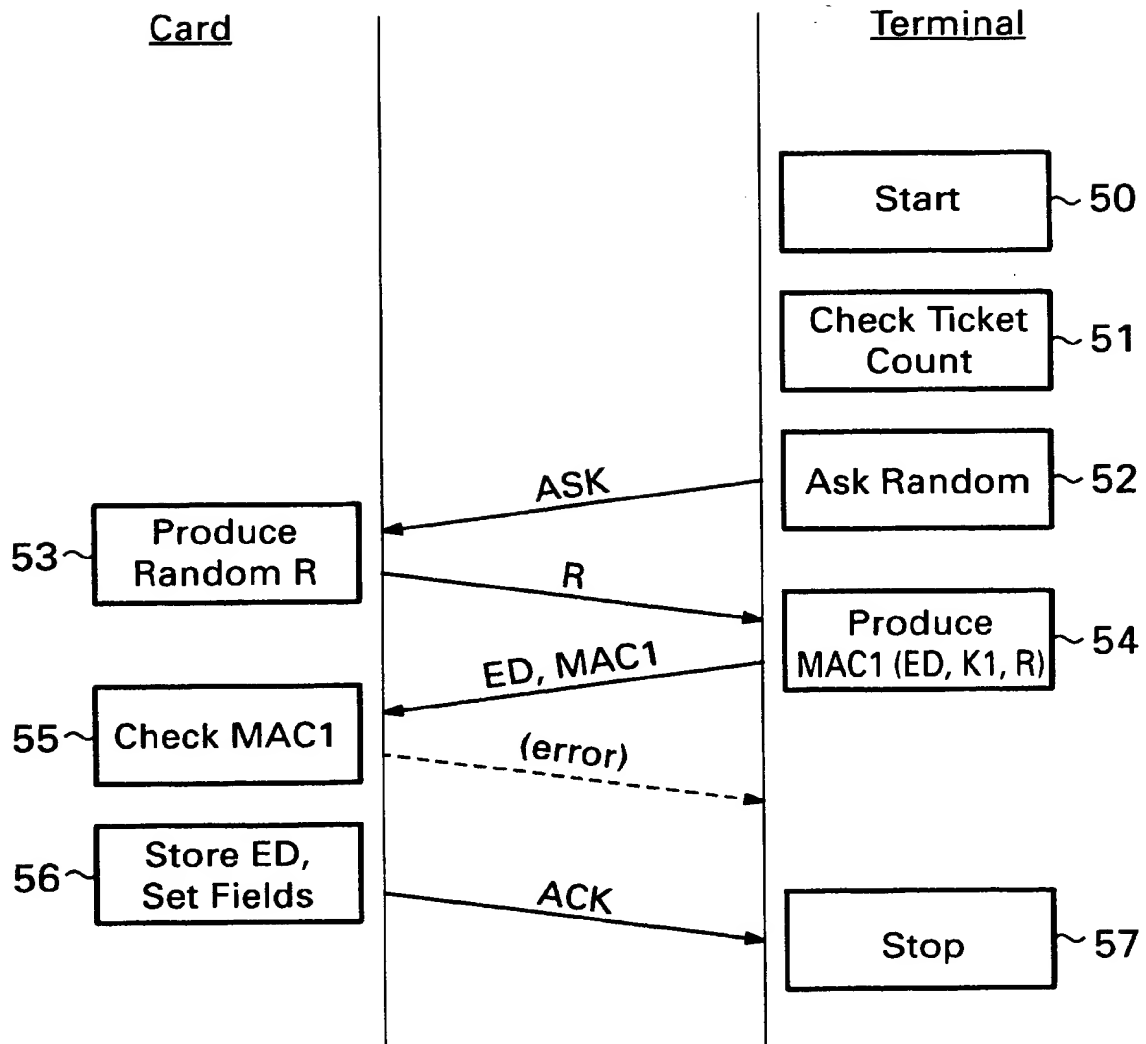 Card
Terminal
Start
50
Check Ticket
Count
51
Ask Random
52
ASK
53
Produce
Random R
R
Produce
MAC1 (ED, K1, R)
54
ED, MAC1
55
Check MAC1
(error)
56
Store ED,
Set Fields
ACK
Stop
57